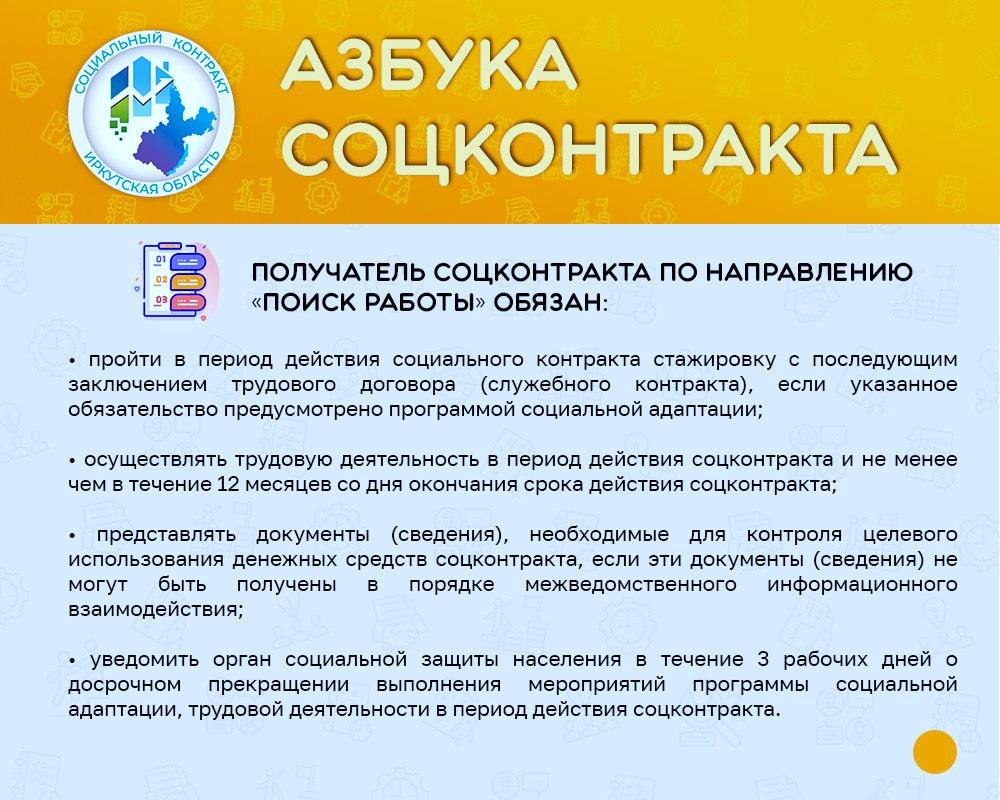 СОЦИАЛЬНЫЙ КОНТРАКТ
ИРКУТСКАЯ ОБЛАСТЬ
АЗБУКА
СОЦКОНТРАКТА
01
02
03
ПОЛУЧАТЕЛЬ СОЦКОНТРАКТА ПО НАПРАВЛЕНИЮ
«ПОИСК РАБОТЫ» ОБЯЗАН:
• пройти в период действия социального контракта стажировку с последующим
заключением трудового договора (служебного контракта), если указанное
обязательство предусмотрено программой социальной адаптации;
• осуществлять трудовую деятельность в период действия соцконтракта и не менее
чем в течение 12 месяцев со дня окончания срока действия соцконтракта;
• представлять документы (сведения), необходимые для контроля целевого
использования денежных средств соцконтракта, если эти документы (сведения) не
могут быть получены в порядке межведомственного информационного
взаимодействия;
• уведомить орган социальной защиты населения в течение 3 рабочих дней о
досрочном прекращении выполнения мероприятий программы социальной
адаптации, трудовой деятельности в период действия соцконтракта.